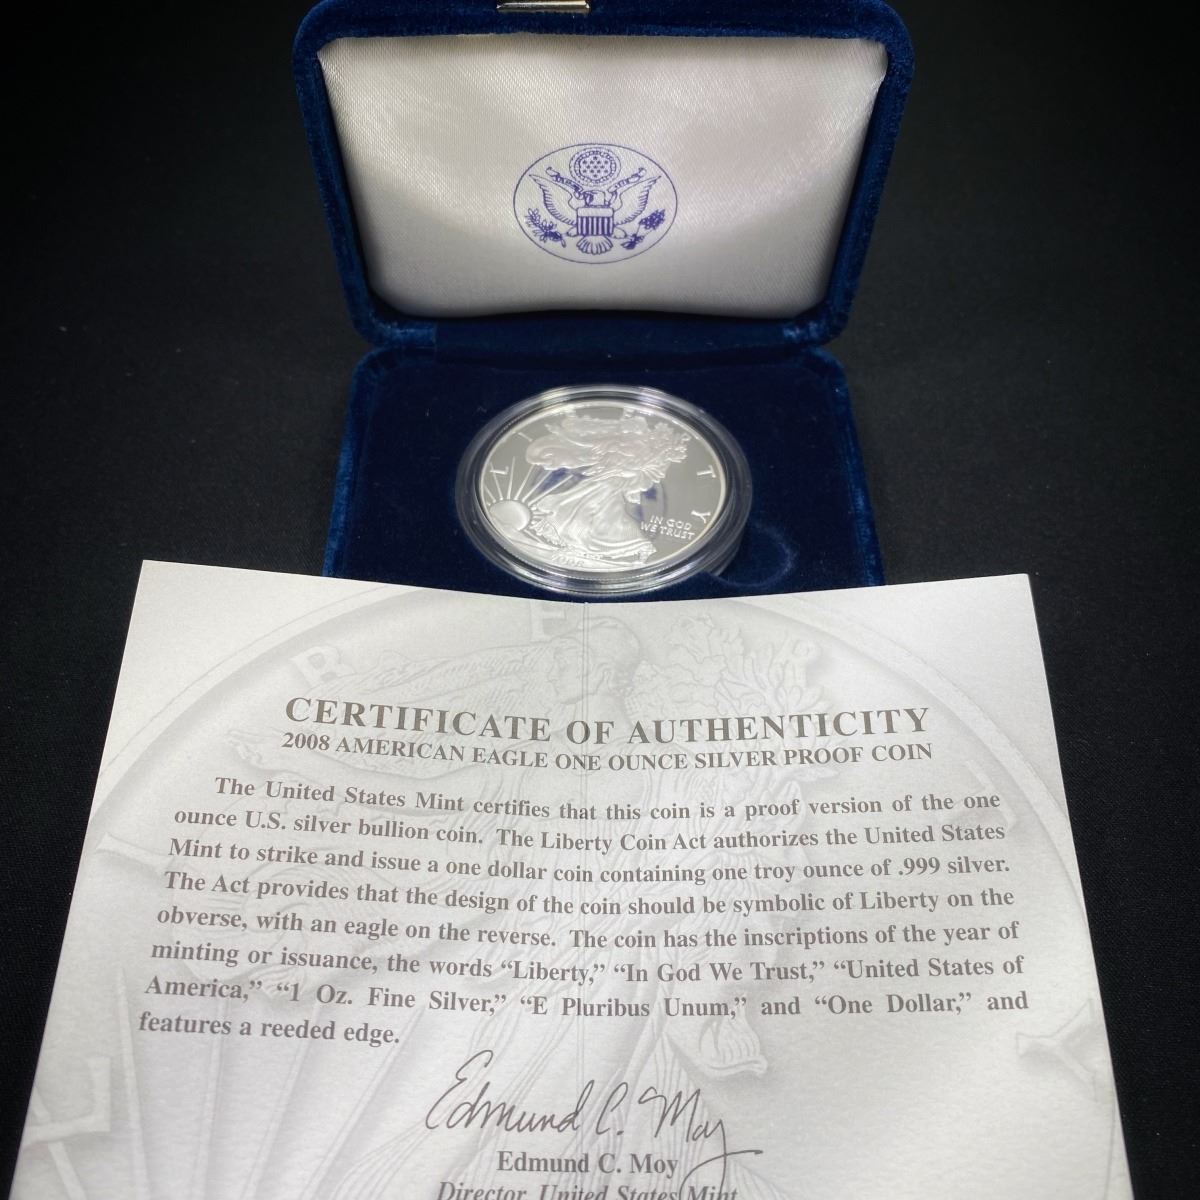 LIBERTY
IN GOD
WE TRUST
2008
CERTIFICATE OF AUTHENTICITY
2008 AMERICAN EAGLE ONE OUNCE SILVER PROOF COIN
The United States Mint certifies that this coin is a proof version of the one
ounce U.S. silver bullion coin. The Liberty Coin Act authorizes the United States
Mint to strike and issue a one dollar coin containing one troy ounce of .999 silver.
The Act provides that the design of the coin should be symbolic of Liberty on the
obverse, with an eagle on the reverse. The coin has the inscriptions of the year of
minting or issuance, the words “Liberty,” “In God We Trust,” “United States of
America,” “1 Oz. Fine Silver,” “E Pluribus Unum,” and “One Dollar,” and
features a reeded edge.
Edmund C. Moy
Edmund C. Moy
Director, United States Mint